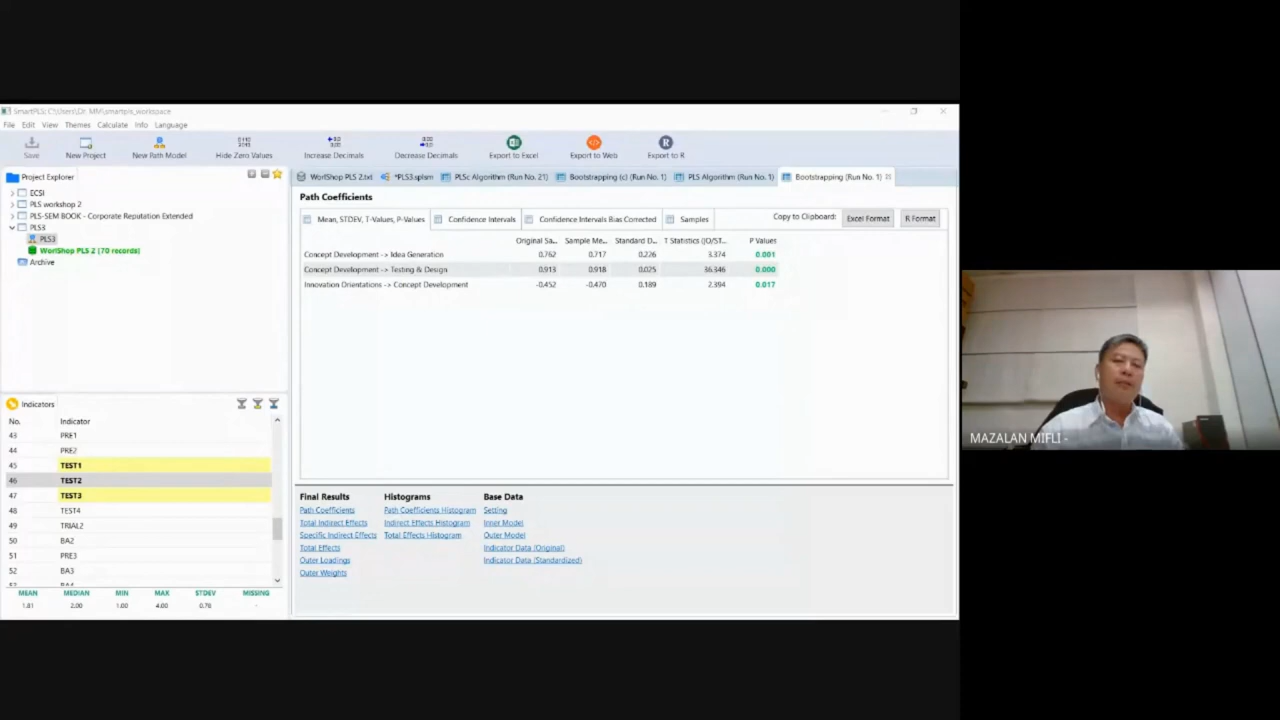 SmartPLS: C:\Users\Dr. MM\smartpls_workspace
File Edit View Themes Calculate Info Language
Save New Project New Path Model Hide Zero Values Increase Decimals Decrease Decimals Export to Excel Export to Web Export to R
Project Explorer
ECSI
PLS workshop 2
PLS-SEM BOOK - Corporate Reputation Extended
PLS3
PLS3
WorlShop PLS 2 [70 records]
Archive
WorlShop PLS 2.txt *PLS3.splsm PLSc Algorithm (Run No. 21) Bootstrapping (c) (Run No. 1) PLS Algorithm (Run No. 1) Bootstrapping (Run No. 1)
Path Coefficients
Mean, STDEV, T-Values, P-Values Confidence Intervals Confidence Intervals Bias Corrected Samples Copy to Clipboard: Excel Format R Format
Original Sa... Sample Me... Standard D... T Statistics (|O/ST... P Values
Concept Development -> Idea Generation 0.762 0.717 0.226 3.374 0.001
Concept Development -> Testing & Design 0.913 0.918 0.025 36.346 0.000
Innovation Orientations -> Concept Development -0.452 -0.470 0.189 2.394 0.017
Indicators
No. Indicator
43 PRE1
44 PRE2
45 TEST1
46 TEST2
47 TEST3
48 TEST4
49 TRIAL2
50 BA2
51 PRE3
52 BA3
53 BA4
MEAN MEDIAN MIN MAX STDEV MISSING
1.81 2.00 1.00 4.00 0.78 -
Final Results Histograms Base Data
Path Coefficients Path Coefficients Histogram Setting
Total Indirect Effects Indirect Effects Histogram Inner Model
Specific Indirect Effects Total Effects Histogram Outer Model
Total Effects Indicator Data (Original)
Outer Loadings Indicator Data (Standardized)
Outer Weights
MAZALAN MIFLI -